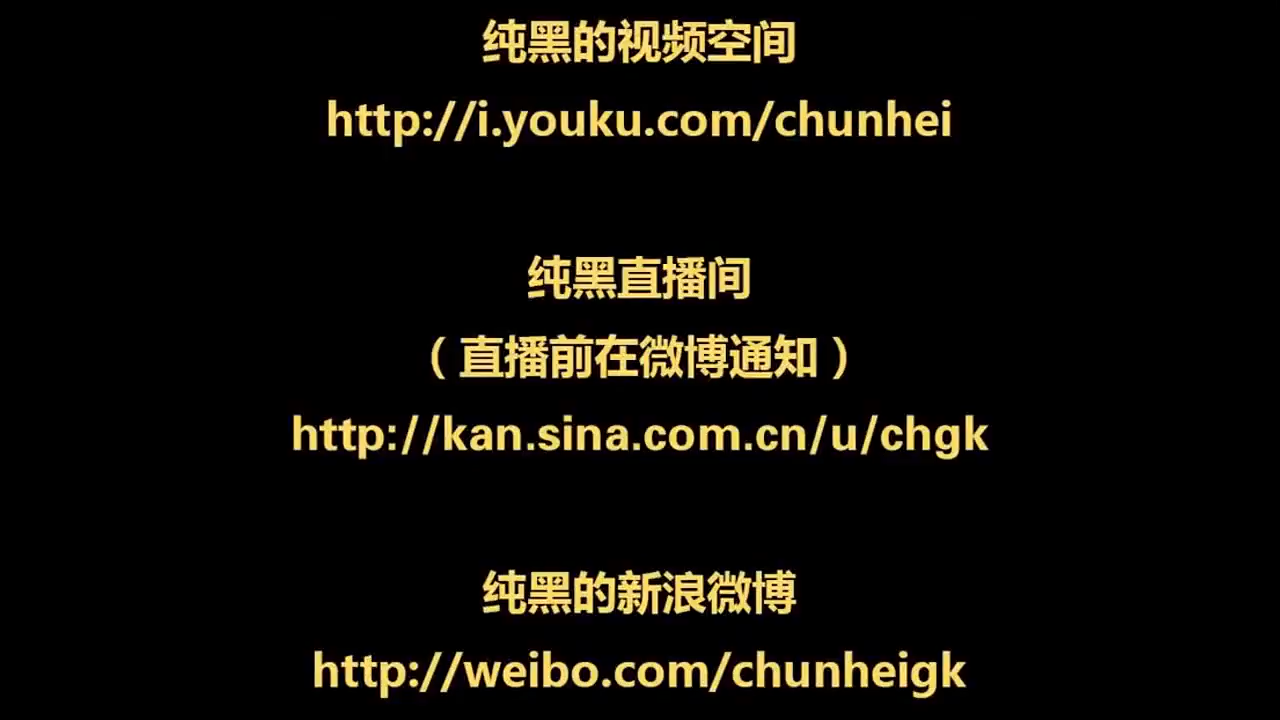 纯黑的视频空间
http://i.youku.com/chunhei
纯黑直播间
（直播前在微博通知）
http://kan.sina.com.cn/u/chgk
纯黑的新浪微博
http://weibo.com/chunheigk